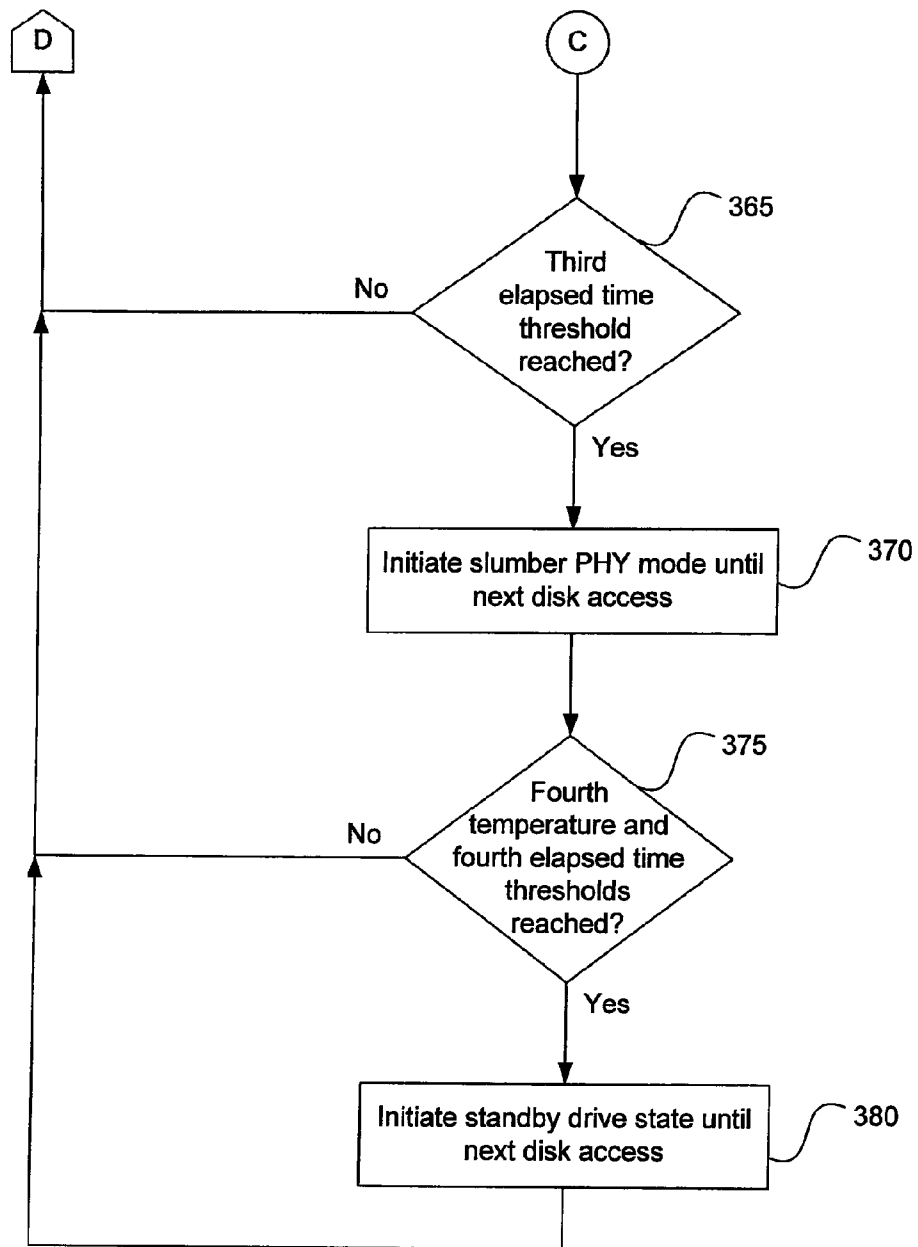 D
C
365
Third
elapsed time
threshold
reached?
No
Yes
370
Initiate slumber PHY mode until
next disk access
375
Fourth
temperature and
fourth elapsed time
thresholds
reached?
No
Yes
380
Initiate standby drive state until
next disk access